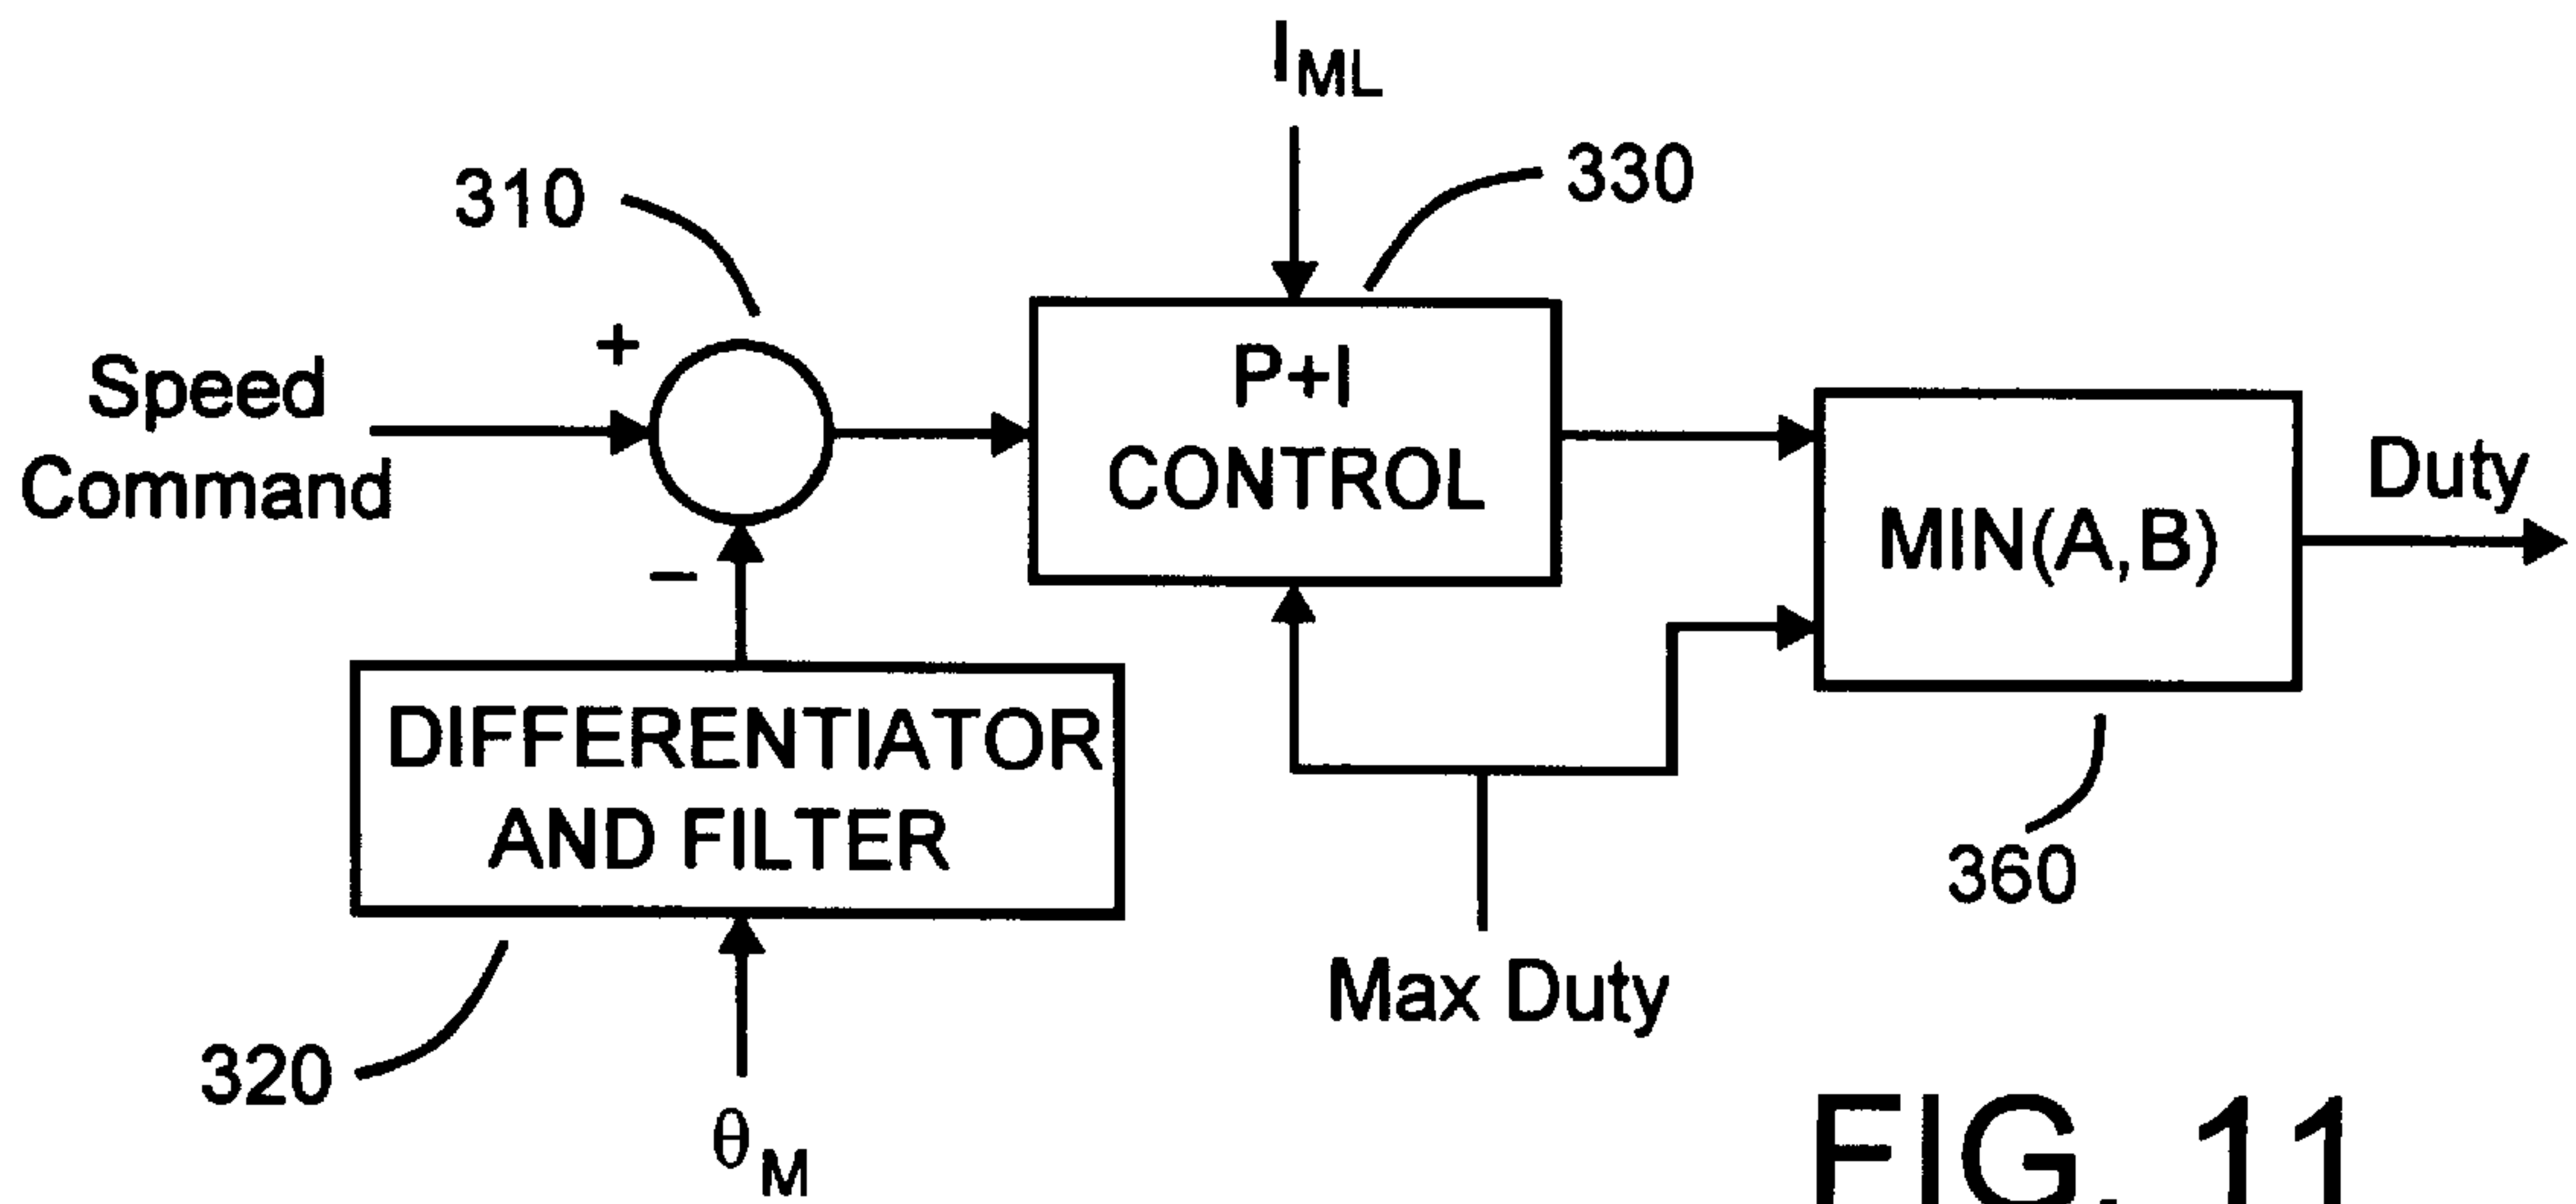 I_ML
310
330
+
Speed
Command
P+I
CONTROL
Duty
MIN(A,B)
−
DIFFERENTIATOR
AND FILTER
360
Max Duty
320
θ_M
FIG. 11